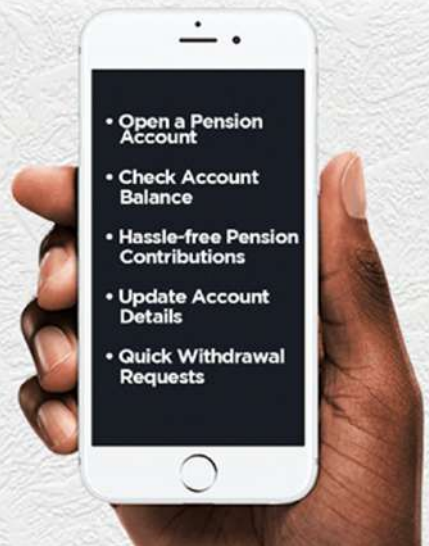 • Open a Pension
Account
• Check Account
Balance
• Hassle-free Pension
Contributions
• Update Account
Details
• Quick Withdrawal
Requests